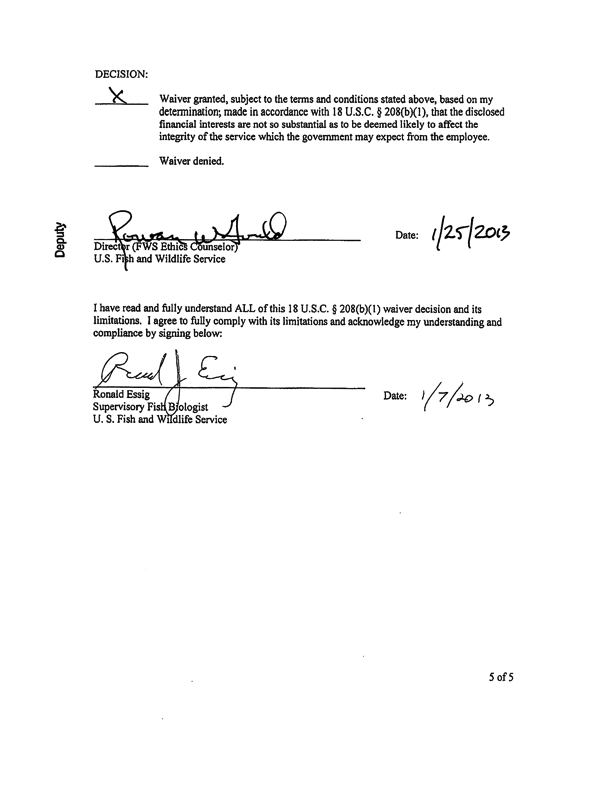 DECISION:
X Waiver granted, subject to the terms and conditions stated above, based on my
determination; made in accordance with 18 U.S.C. § 208(b)(1), that the disclosed
financial interests are not so substantial as to be deemed likely to affect the
integrity of the service which the government may expect from the employee.
Waiver denied.
Rowan W Gould
Deputy
Director (FWS Ethics Counselor)
Date: 1/25/2013
U.S. Fish and Wildlife Service
I have read and fully understand ALL of this 18 U.S.C. § 208(b)(1) waiver decision and its
limitations. I agree to fully comply with its limitations and acknowledge my understanding and
compliance by signing below:
Ronald J Essig
Ronald Essig
Date: 1/7/2013
Supervisory Fish Biologist
U. S. Fish and Wildlife Service
5 of 5